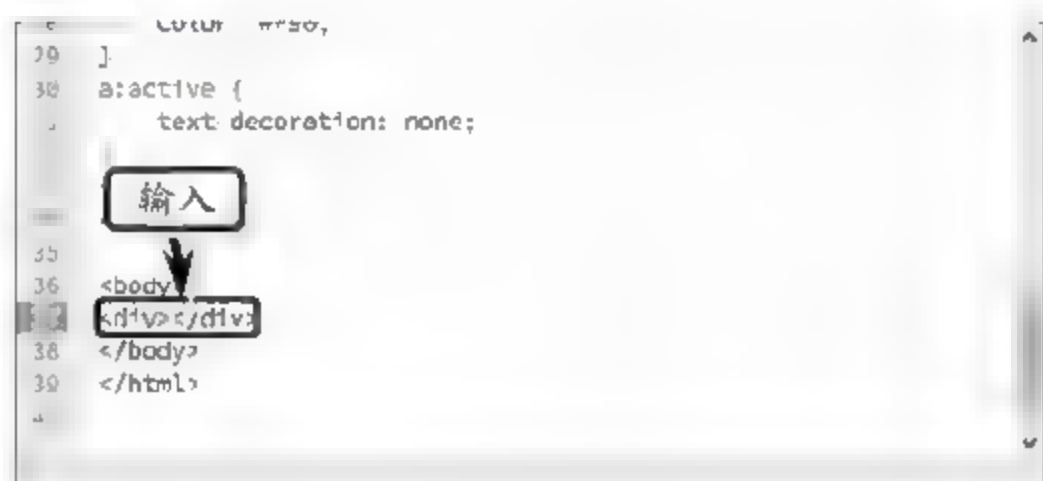 29 }
30 a:active {
text-decoration: none;
输入
35
36 <body>
<div></div>
38 </body>
39 </html>